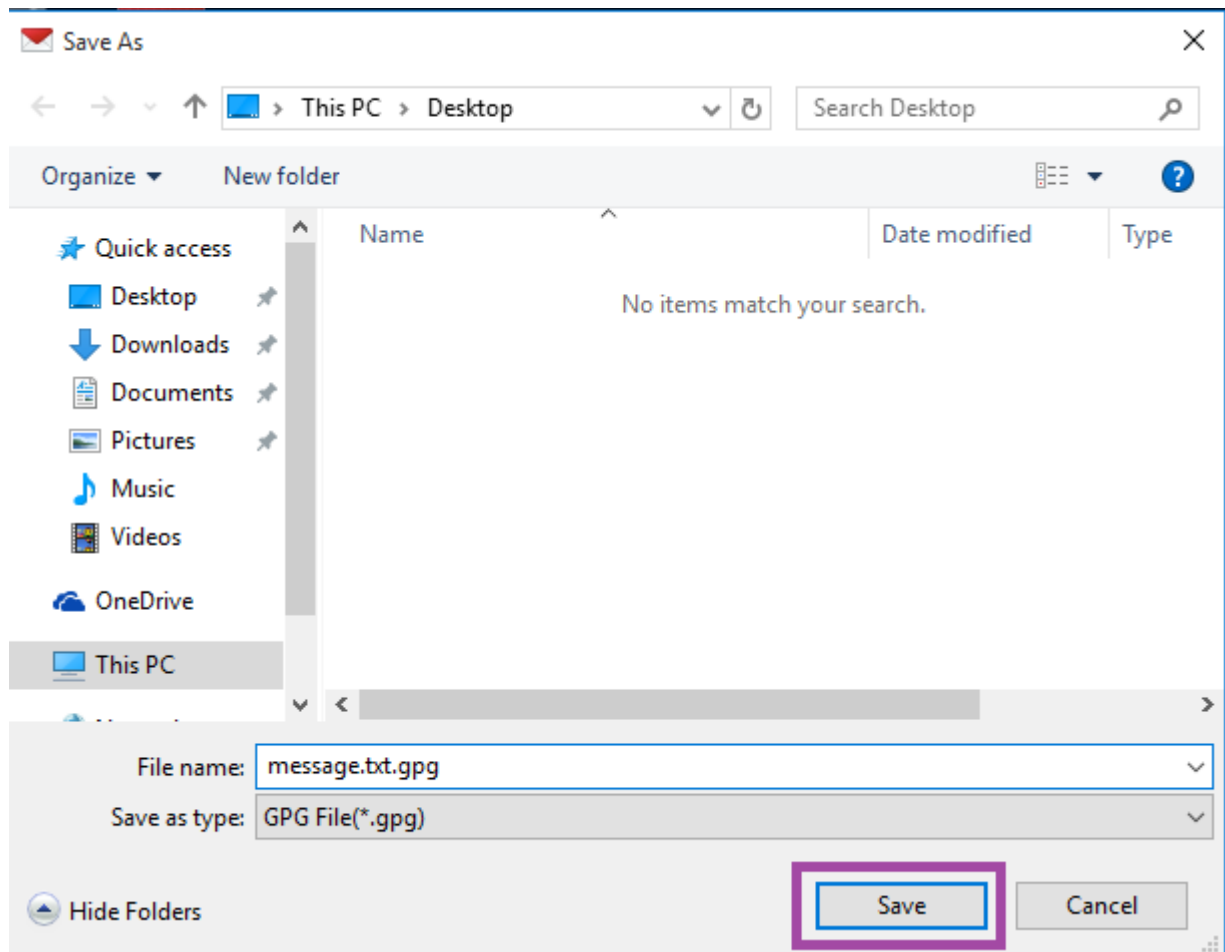 Save As
This PC > Desktop
Search Desktop
Organize
New folder
?
Name
Date modified
Type
No items match your search.
Quick access
Desktop
Downloads
Documents
Pictures
Music
Videos
OneDrive
This PC
File name: message.txt.gpg
Save as type: GPG File(*.gpg)
Hide Folders
Save
Cancel